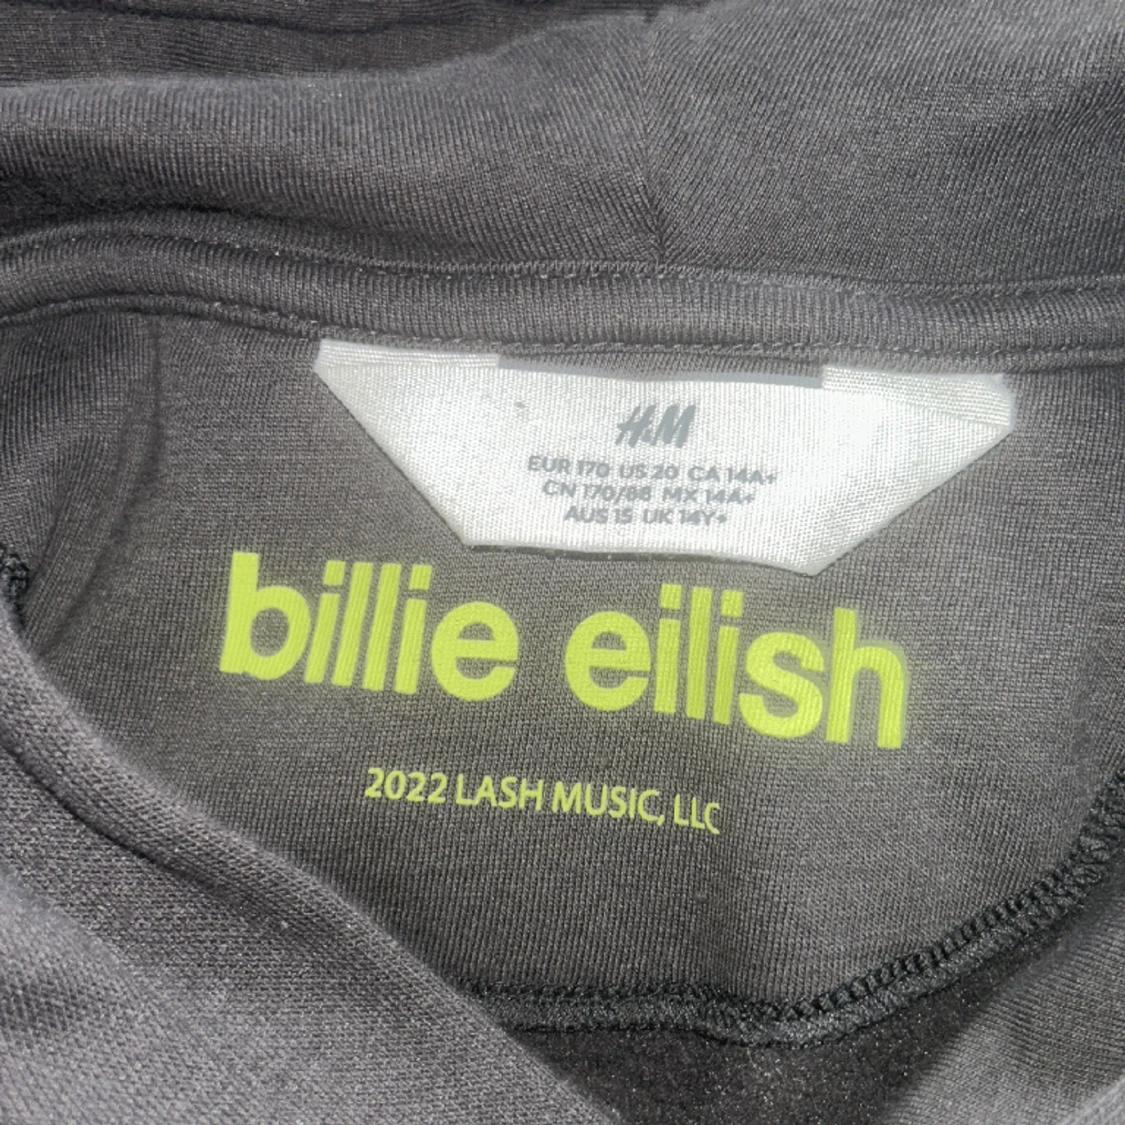 H&M
EUR 170 US 20 CA 14A+
CN 170/88 MX 14A+
AUS 15 UK 14Y+
billie eilish
2022 LASH MUSIC, LLC